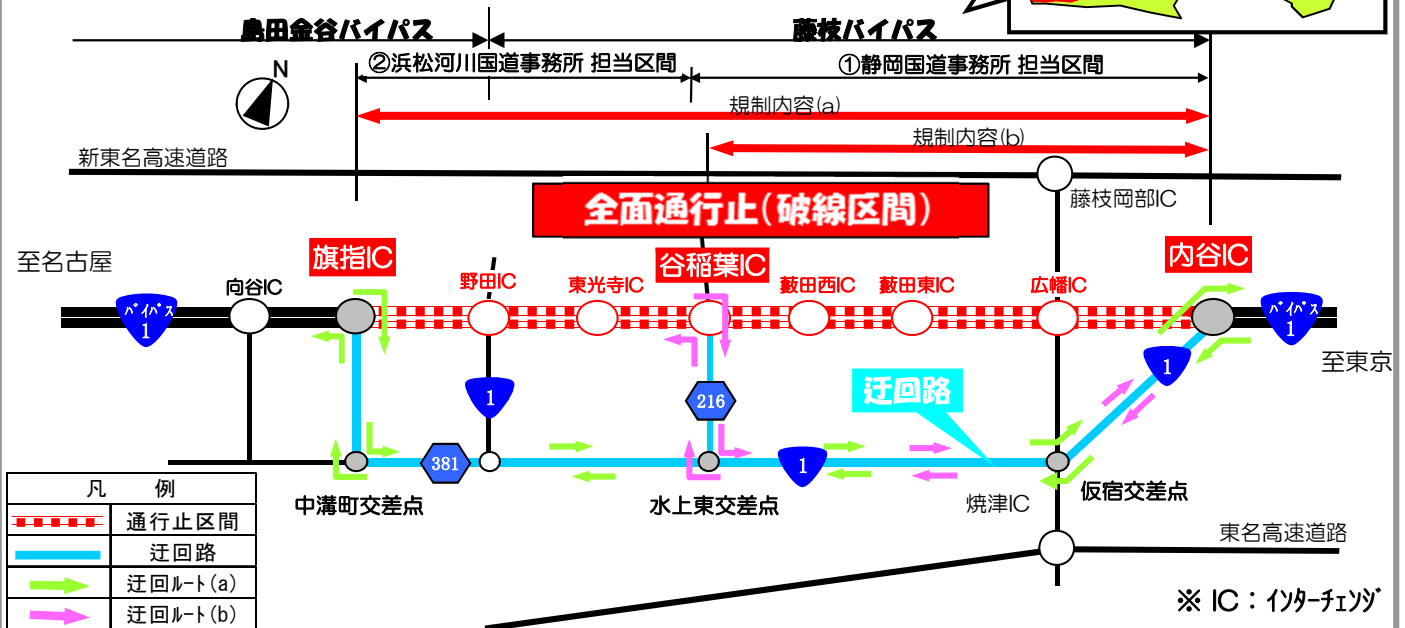 島田金谷バイパス
藤枝バイパス
②浜松河川国道事務所 担当区間
①静岡国道事務所 担当区間
N
規制内容(a)
規制内容(b)
新東名高速道路
藤枝岡部IC
全面通行止(破線区間)
至名古屋
旗指IC
谷稲葉IC
内谷IC
向谷IC
野田IC
東光寺IC
薮田西IC
薮田東IC
広幡IC
バイパス
1
バイパス
1
至東京
1
216
迂回路
1
381
1
中溝町交差点
水上東交差点
焼津IC
仮宿交差点
東名高速道路
凡 例
通行止区間
迂回路
迂回ルート(a)
迂回ルート(b)
※ IC：インターチェンジ